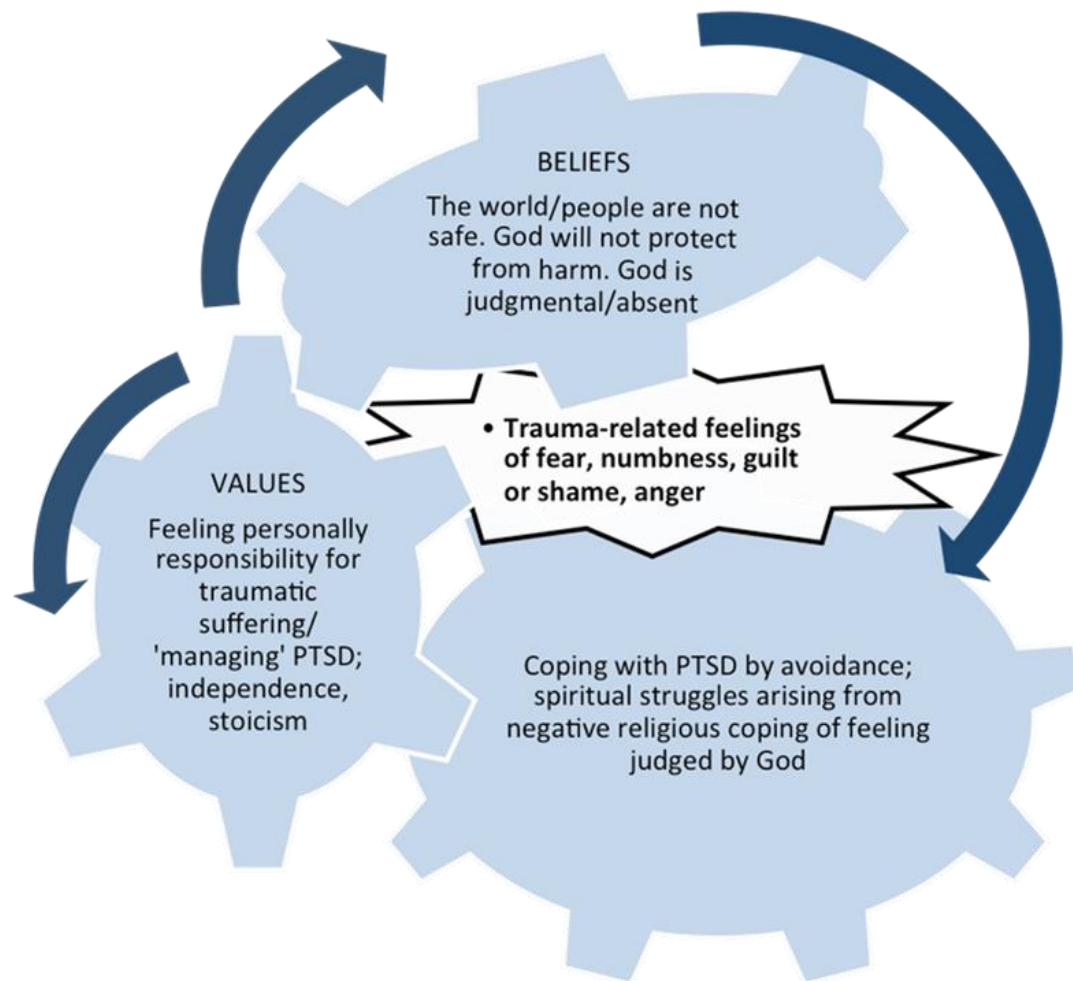 BELIEFS
The world/people are not
safe. God will not protect
from harm. God is
judgmental/absent
• Trauma-related feelings
of fear, numbness, guilt
or shame, anger
VALUES
Feeling personally
responsibility for
traumatic
suffering/
'managing' PTSD;
independence,
stoicism
Coping with PTSD by avoidance;
spiritual struggles arising from
negative religious coping of feeling
judged by God